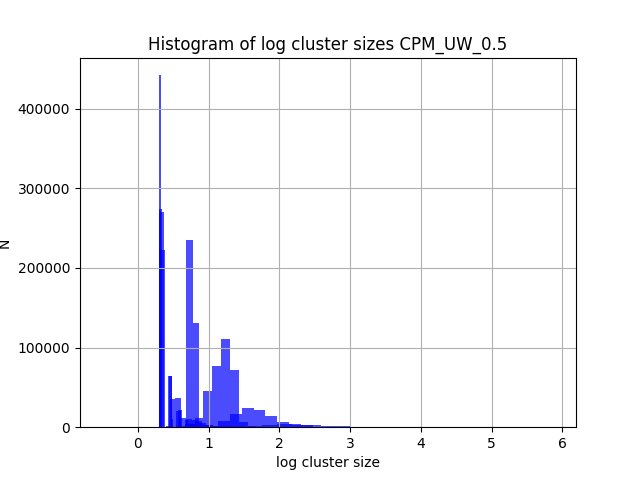 Histogram of log cluster sizes CPM_UW_0.5
400000
300000
200000
100000
0
N
0 1 2 3 4 5 6
log cluster size